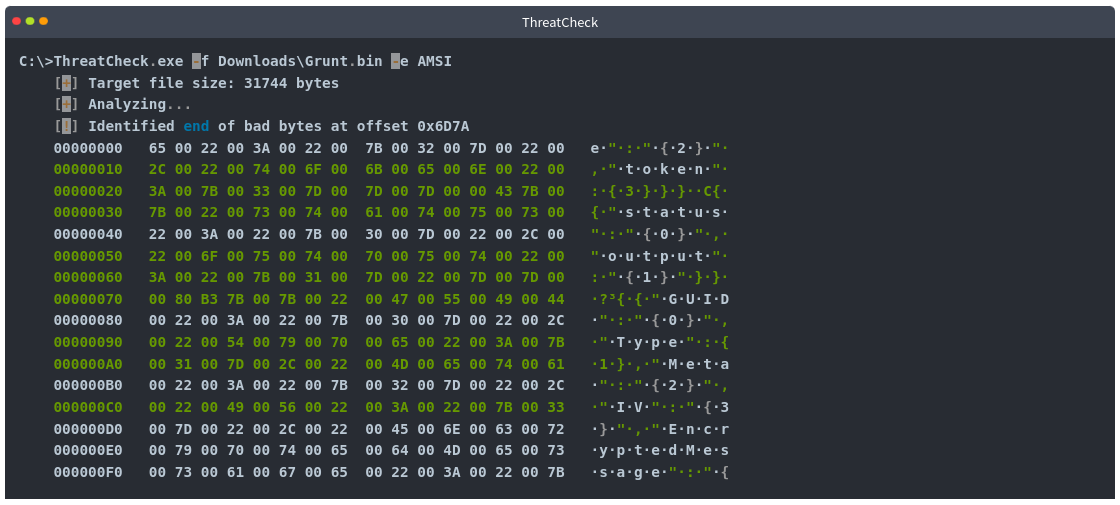 ThreatCheck
C:\>ThreatCheck.exe -f Downloads\Grunt.bin -e AMSI
[+] Target file size: 31744 bytes
[+] Analyzing...
[!] Identified end of bad bytes at offset 0x6D7A
00000000   65 00 22 00 3A 00 22 00  7B 00 32 00 7D 00 22 00   e·"·:·"·{·2·}·"·
00000010   2C 00 22 00 74 00 6F 00  6B 00 65 00 6E 00 22 00   ,·"·t·o·k·e·n·"·
00000020   3A 00 7B 00 33 00 7D 00  7D 00 7D 00 00 43 7B 00   :·{·3·}·}·}··C{·
00000030   7B 00 22 00 73 00 74 00  61 00 74 00 75 00 73 00   {·"·s·t·a·t·u·s·
00000040   22 00 3A 00 22 00 7B 00  30 00 7D 00 22 00 2C 00   "·:·"·{·0·}·"·,·
00000050   22 00 6F 00 75 00 74 00  70 00 75 00 74 00 22 00   "·o·u·t·p·u·t·"·
00000060   3A 00 22 00 7B 00 31 00  7D 00 22 00 7D 00 7D 00   :·"·{·1·}·"·}·}·
00000070   00 80 B3 7B 00 7B 00 22  00 47 00 55 00 49 00 44   ·?³{·{·"·G·U·I·D
00000080   00 22 00 3A 00 22 00 7B  00 30 00 7D 00 22 00 2C   ·"·:·"·{·0·}·"·,
00000090   00 22 00 54 00 79 00 70  00 65 00 22 00 3A 00 7B   ·"·T·y·p·e·"·:·{
000000A0   00 31 00 7D 00 2C 00 22  00 4D 00 65 00 74 00 61   ·1·}·,·"·M·e·t·a
000000B0   00 22 00 3A 00 22 00 7B  00 32 00 7D 00 22 00 2C   ·"·:·"·{·2·}·"·,
000000C0   00 22 00 49 00 56 00 22  00 3A 00 22 00 7B 00 33   ·"·I·V·"·:·"·{·3
000000D0   00 7D 00 22 00 2C 00 22  00 45 00 6E 00 63 00 72   ·}·"·,·"·E·n·c·r
000000E0   00 79 00 70 00 74 00 65  00 64 00 4D 00 65 00 73   ·y·p·t·e·d·M·e·s
000000F0   00 73 00 61 00 67 00 65  00 22 00 3A 00 22 00 7B   ·s·a·g·e·"·:·"·{